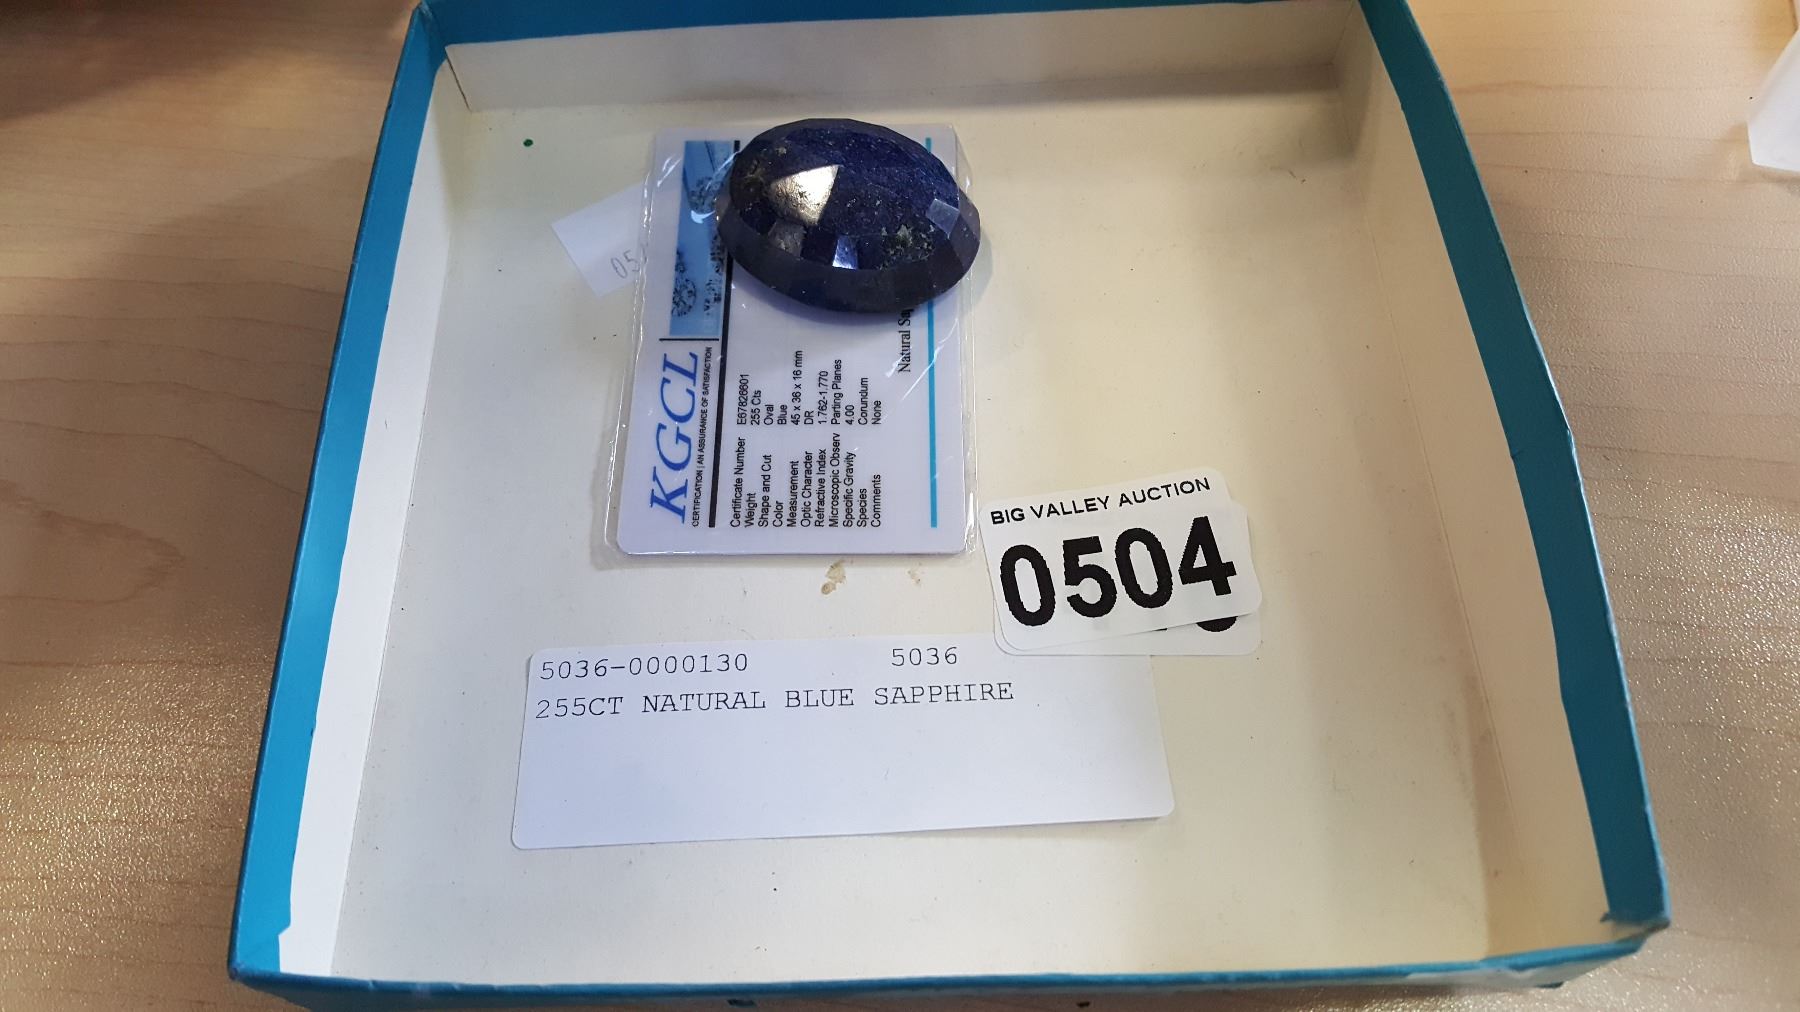 KGCL
CERTIFICATION | AN ASSURANCE OF SATISFACTION
Certificate Number E67826601
Weight 255 Cts
Shape and Cut Oval
Color Blue
Measurement 45 x 36 x 16 mm
Optic Character DR
Refractive Index 1.762-1.770
Microscopic Observ Parting Planes
Specific Gravity 4.00
Species Corundum
Comments None
Natural
BIG VALLEY AUCTION
0504
5036-0000130 5036
255CT NATURAL BLUE SAPPHIRE